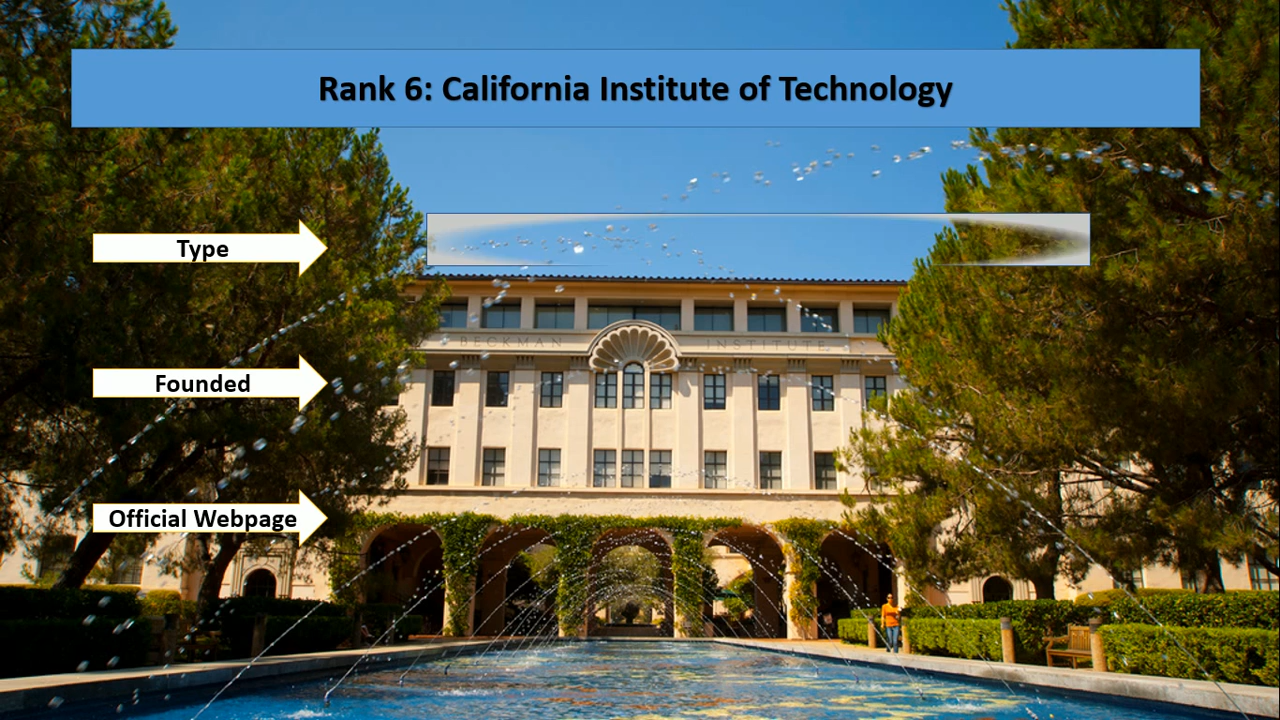 Rank 6: California Institute of Technology
Type
BECKMAN INSTITUTE
Founded
Official Webpage